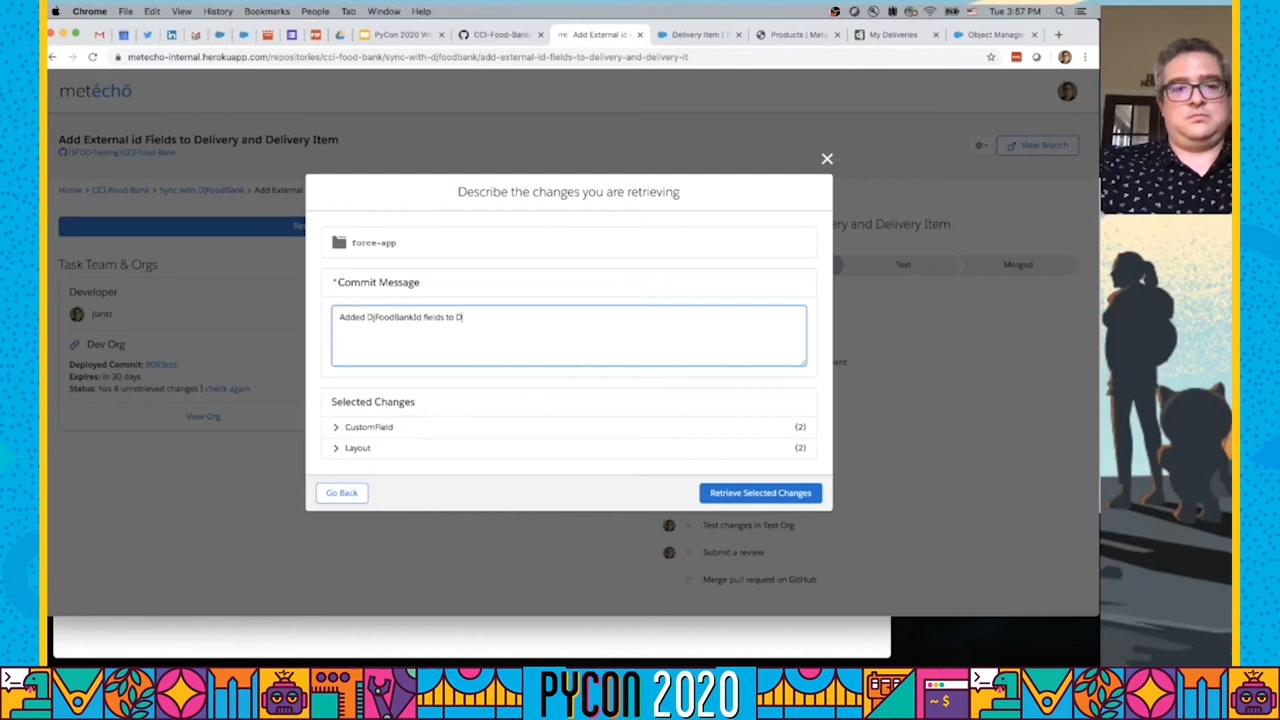 Chrome File Edit View History Bookmarks People Tab Window Help
Tue 3:57 PM
PyCon 2020 W
CCI-Food-Bank
Add External id
Delivery Item | S
Products | Met
My Deliveries
Object Manage
metecho-internal.herokuapp.com/repositories/cci-food-bank/sync-with-djfoodbank/add-external-id-fields-to-delivery-and-delivery-it
metéchō
Add External id Fields to Delivery and Delivery Item
/SFDO-Tooling/CCI-Food-Bank
View Branch
Home > CCI-Food-Bank > Sync with DjFoodBank > Add External
Describe the changes you are retrieving
ery and Delivery Item
force-app
Task Team & Orgs
Test
Merged
Developer
*Commit Message
jlantz
Added DjFoodBankId fields to D
Dev Org
Deployed Commit: 8093ccc
Expires: in 30 days
Status: has 8 unretrieved changes | check again
ent
View Org
Selected Changes
CustomField (2)
Layout (2)
Go Back
Retrieve Selected Changes
Test changes in Test Org
Submit a review
Merge pull request on GitHub
PYCON 2020
~ $